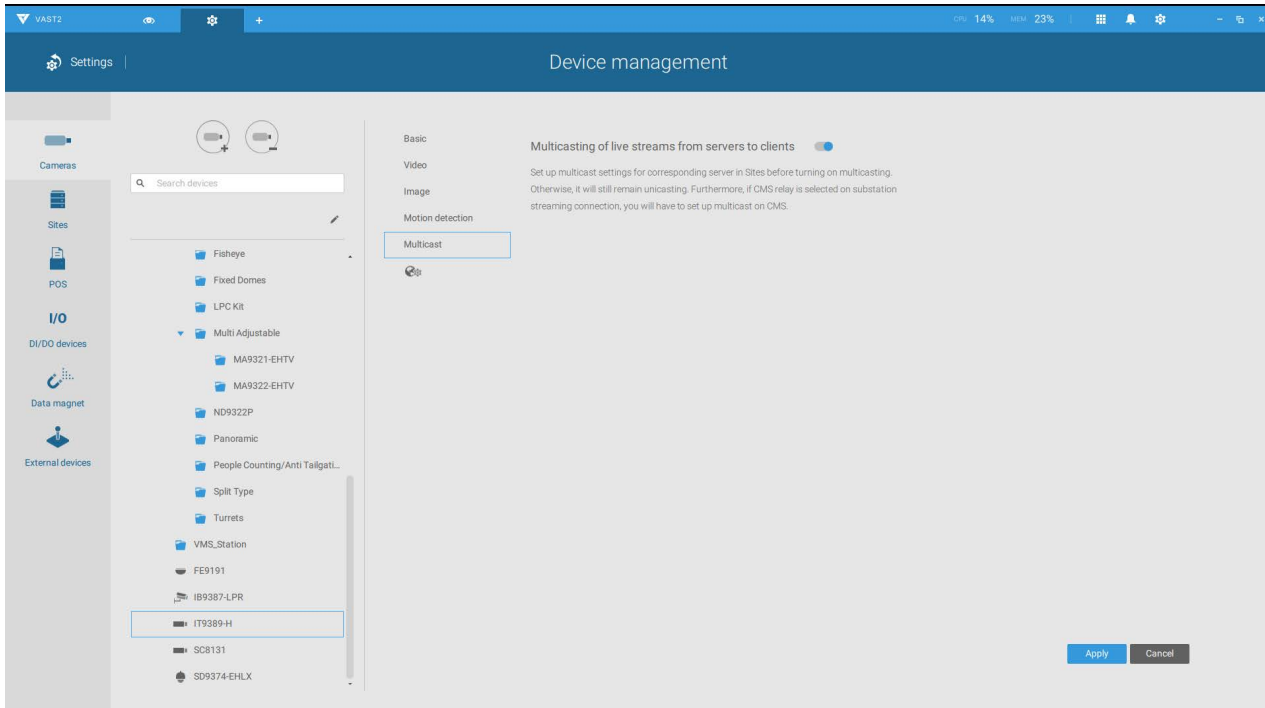 VAST2
CPU 14% MEM 23%
Settings
Device management
Cameras
Sites
POS
I/O
DI/DO devices
Data magnet
External devices
Search devices
Fisheye
Fixed Domes
LPC Kit
Multi Adjustable
MA9321-EHTV
MA9322-EHTV
ND9322P
Panoramic
People Counting/Anti Tailgati...
Split Type
Turrets
VMS_Station
FE9191
IB9387-LPR
IT9389-H
SC8131
SD9374-EHLX
Basic
Video
Image
Motion detection
Multicast
Multicasting of live streams from servers to clients
Set up multicast settings for corresponding server in Sites before turning on multicasting.
Otherwise, it will still remain unicasting. Furthermore, if CMS relay is selected on substation
streaming connection, you will have to set up multicast on CMS.
Apply Cancel